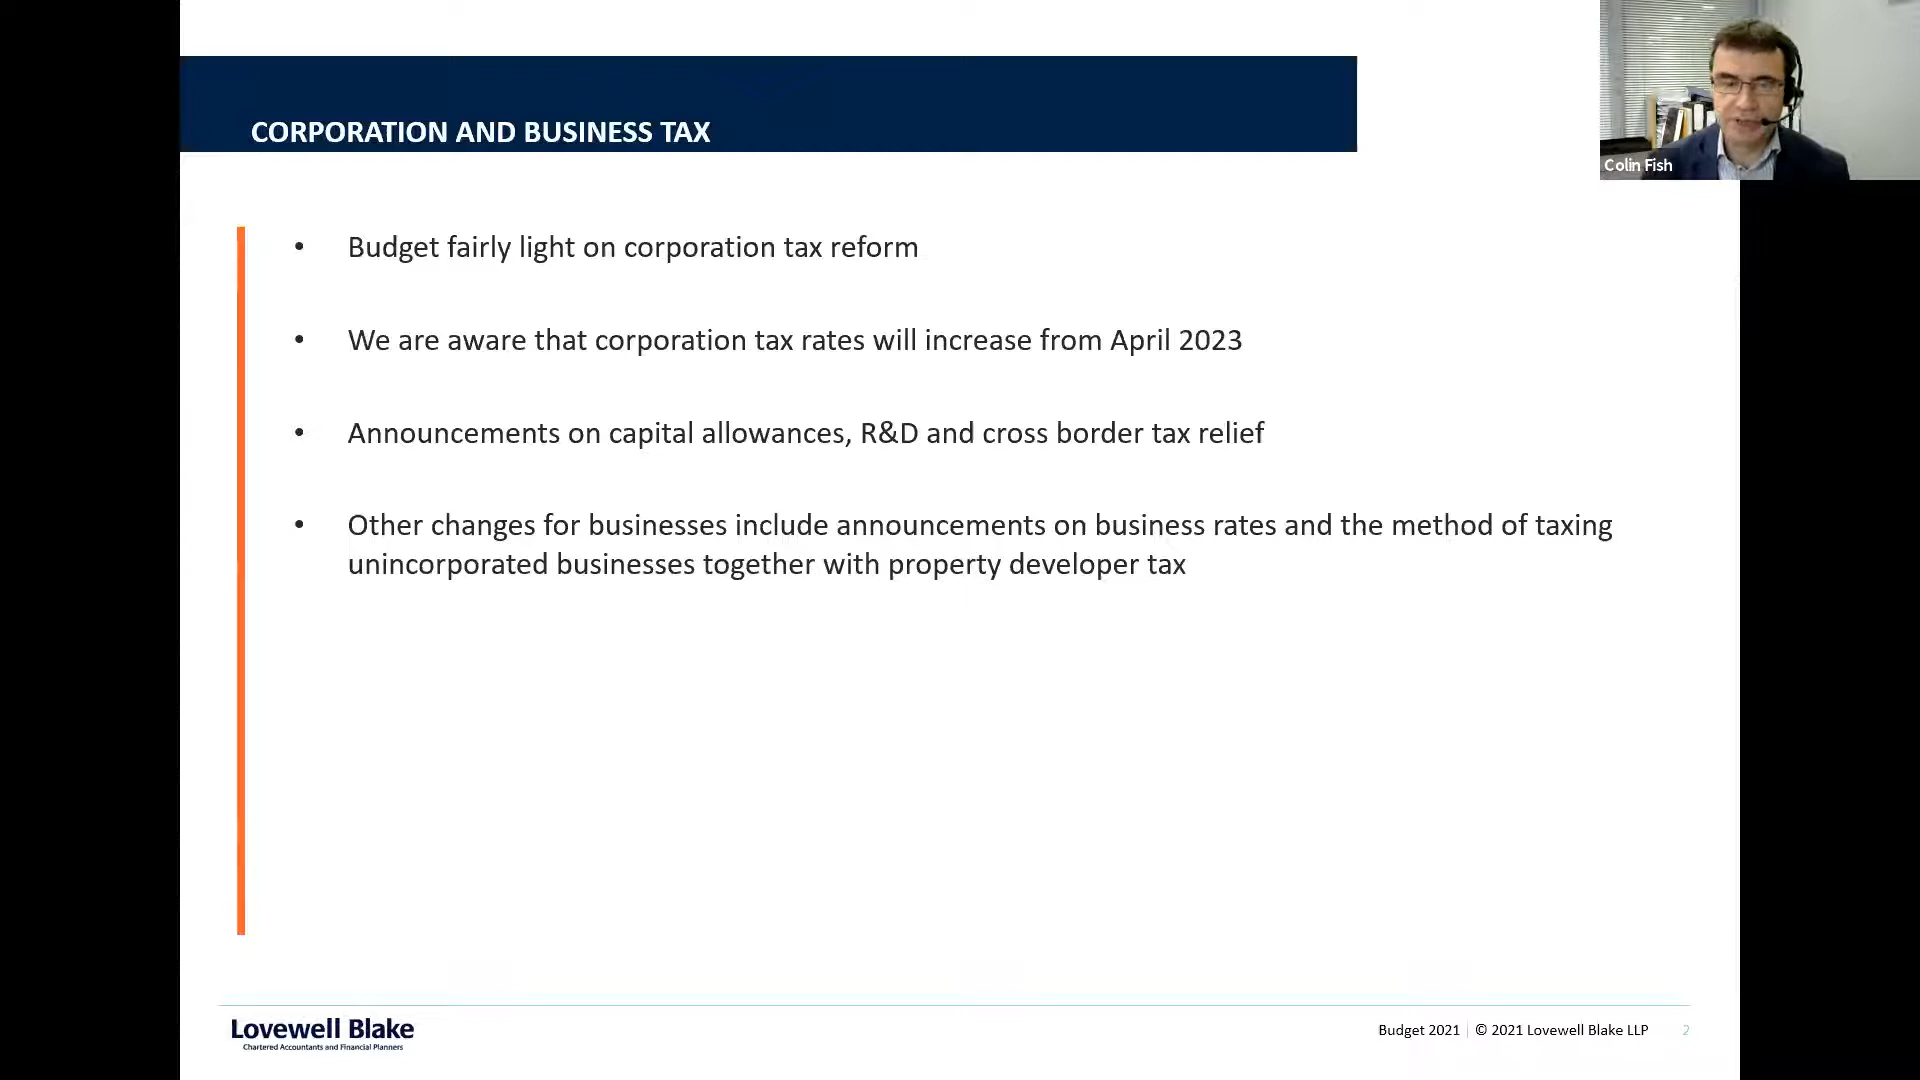 CORPORATION AND BUSINESS TAX
Colin Fish
• Budget fairly light on corporation tax reform
• We are aware that corporation tax rates will increase from April 2023
• Announcements on capital allowances, R&D and cross border tax relief
• Other changes for businesses include announcements on business rates and the method of taxing
unincorporated businesses together with property developer tax
Lovewell Blake
Chartered Accountants and Financial Planners
Budget 2021 | © 2021 Lovewell Blake LLP 2